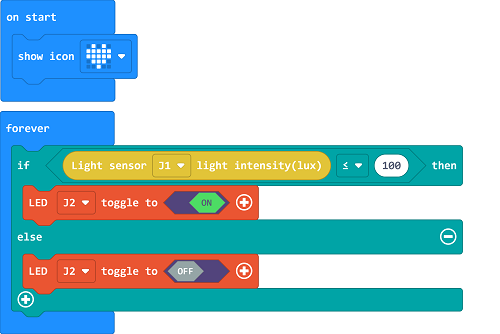 on start
show icon
forever
if Light sensor J1 light intensity(lux) ≤ 100 then
LED J2 toggle to ON
else
LED J2 toggle to OFF